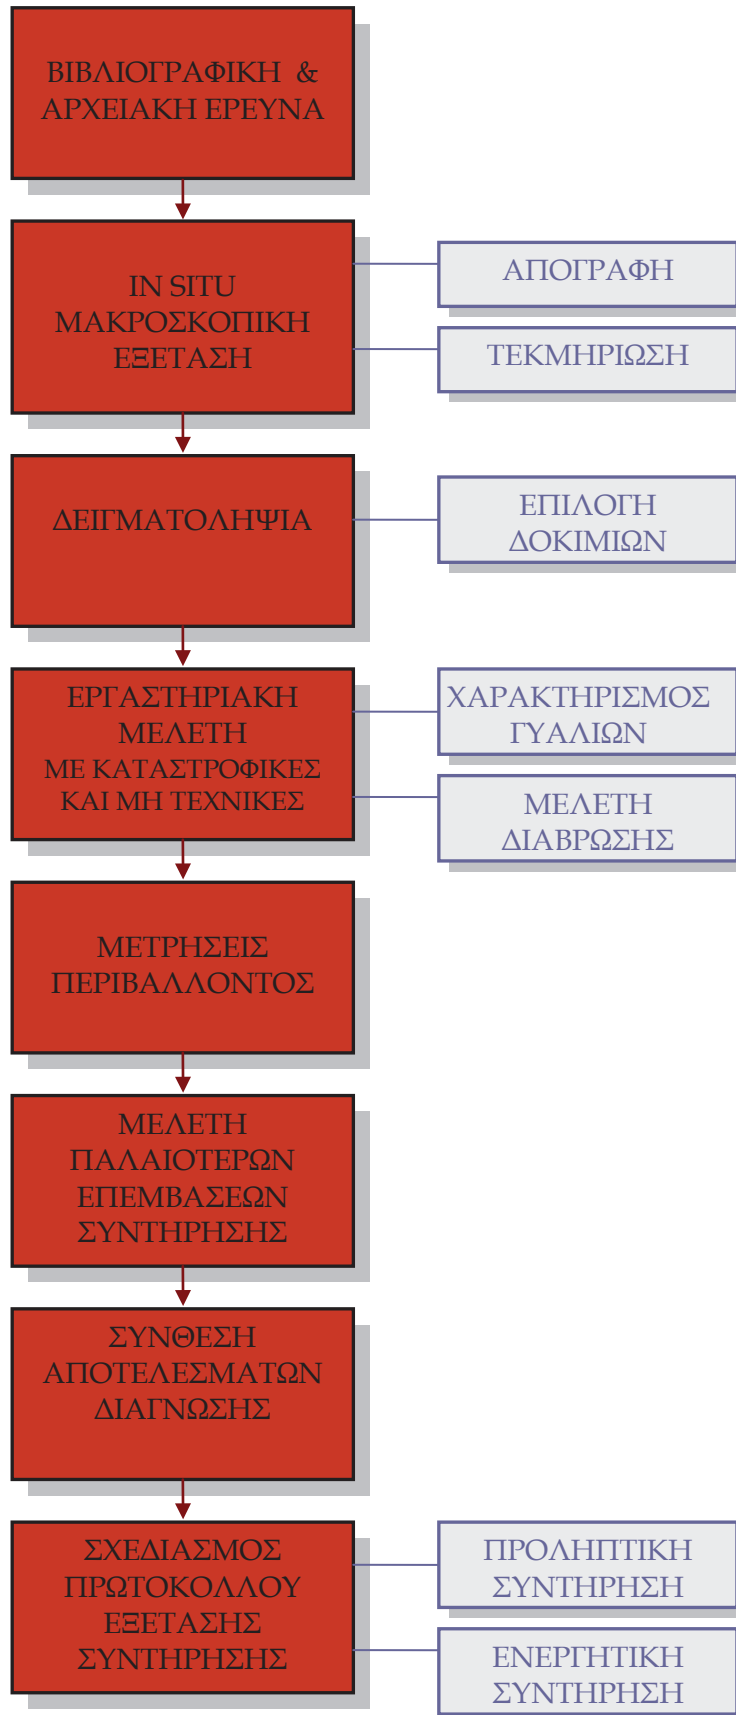 ΒΙΒΛΙΟΓΡΑΦΙΚΗ &
ΑΡΧΕΙΑΚΗ ΕΡΕΥΝΑ
IN SITU
ΜΑΚΡΟΣΚΟΠΙΚΗ
ΕΞΕΤΑΣΗ
ΑΠΟΓΡΑΦΗ
ΤΕΚΜΗΡΙΩΣΗ
ΔΕΙΓΜΑΤΟΛΗΨΙΑ
ΕΠΙΛΟΓΗ
ΔΟΚΙΜΙΩΝ
ΕΡΓΑΣΤΗΡΙΑΚΗ
ΜΕΛΕΤΗ
ΜΕ ΚΑΤΑΣΤΡΟΦΙΚΕΣ
ΚΑΙ ΜΗ ΤΕΧΝΙΚΕΣ
ΧΑΡΑΚΤΗΡΙΣΜΟΣ
ΓΥΑΛΙΩΝ
ΜΕΛΕΤΗ
ΔΙΑΒΡΩΣΗΣ
ΜΕΤΡΗΣΕΙΣ
ΠΕΡΙΒΑΛΛΟΝΤΟΣ
ΜΕΛΕΤΗ
ΠΑΛΑΙΟΤΕΡΩΝ
ΕΠΕΜΒΑΣΕΩΝ
ΣΥΝΤΗΡΗΣΗΣ
ΣΥΝΘΕΣΗ
ΑΠΟΤΕΛΕΣΜΑΤΩΝ
ΔΙΑΓΝΩΣΗΣ
ΣΧΕΔΙΑΣΜΟΣ
ΠΡΩΤΟΚΟΛΛΟΥ
ΕΞΕΤΑΣΗΣ
ΣΥΝΤΗΡΗΣΗΣ
ΠΡΟΛΗΠΤΙΚΗ
ΣΥΝΤΗΡΗΣΗ
ΕΝΕΡΓΗΤΙΚΗ
ΣΥΝΤΗΡΗΣΗ